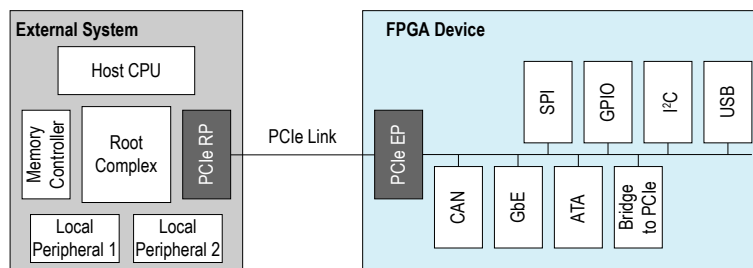 External System
Host CPU
Memory
Controller
Root
Complex
PCIe RP
Local
Peripheral 1
Local
Peripheral 2
PCIe Link
FPGA Device
PCIe EP
SPI
GPIO
I²C
USB
CAN
GbE
ATA
Bridge
to PCIe